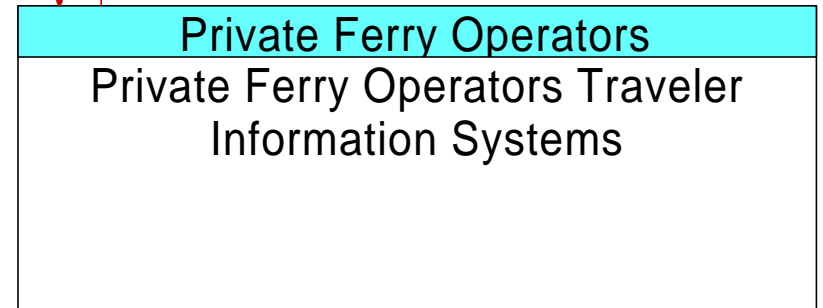 Private Ferry Operators
Private Ferry Operators Traveler
Information Systems